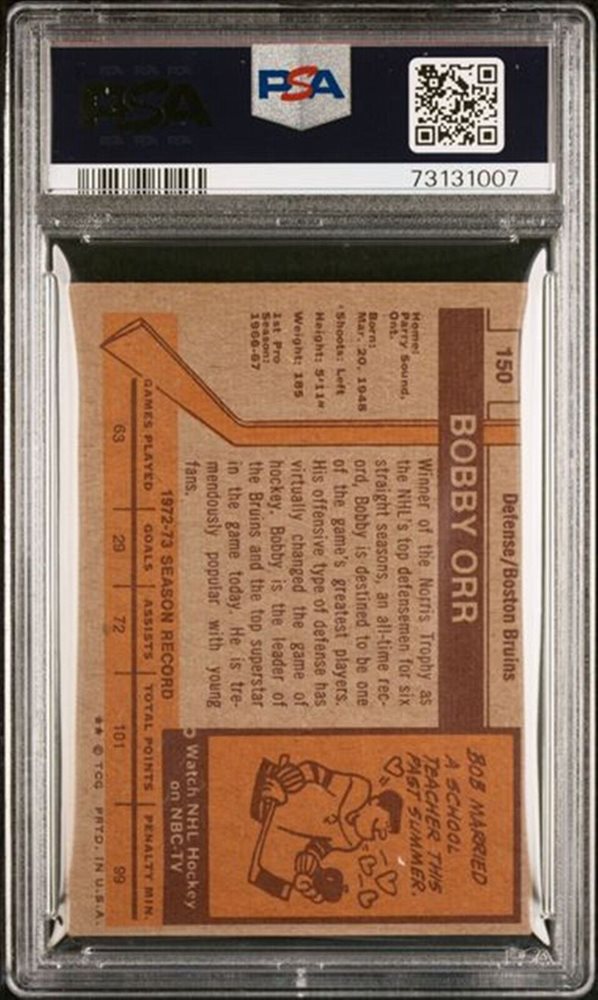 PSA
PSA
73131007
150
Defense/Boston Bruins
BOBBY ORR
Home:
Parry Sound,
Ont.
Born:
Mar. 20, 1948
Shoots: Left
Height: 5'11"
Weight: 185
1st Pro
Season:
1966-67
Winner of the Norris Trophy as
the NHL's top defensemen for six
straight seasons, an all-time rec-
ord, Bobby is destined to be one
of the game's greatest players.
His offensive type of defense has
virtually changed the game of
hockey. Bobby is the leader of
the Bruins and the top superstar
in the game today. He is tre-
mendously popular with young
fans.
BOB MARRIED
A SCHOOL
TEACHER THIS
PAST SUMMER.
Watch NHL Hockey
on NBC-TV
1972-73 SEASON RECORD
GAMES PLAYED GOALS ASSISTS TOTAL POINTS PENALTY MIN.
63 29 72 101 99
** © TCG PRTD. IN U.S.A.